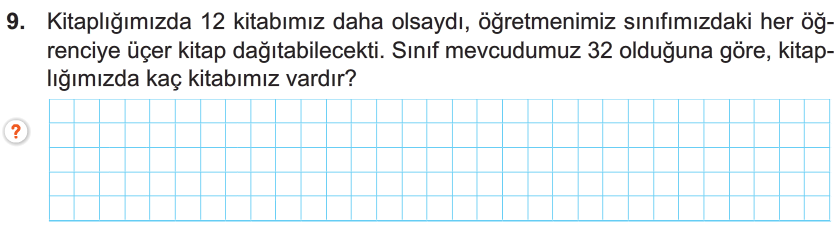 9. Kitaplığımızda 12 kitabımız daha olsaydı, öğretmenimiz sınıfımızdaki her öğ-
renciye üçer kitap dağıtabilecekti. Sınıf mevcudumuz 32 olduğuna göre, kitap-
lığımızda kaç kitabımız vardır?
?